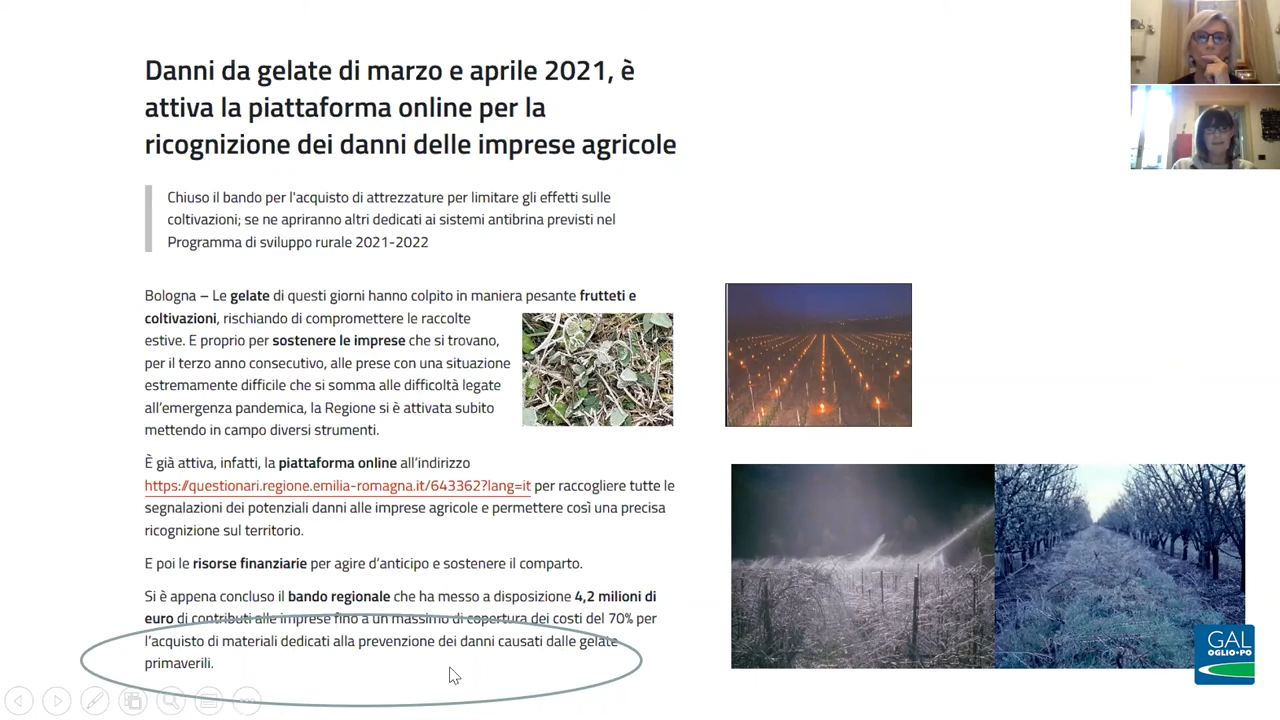 Danni da gelate di marzo e aprile 2021, è
attiva la piattaforma online per la
ricognizione dei danni delle imprese agricole
Chiuso il bando per l'acquisto di attrezzature per limitare gli effetti sulle
coltivazioni; se ne apriranno altri dedicati ai sistemi antibrina previsti nel
Programma di sviluppo rurale 2021-2022
Bologna – Le gelate di questi giorni hanno colpito in maniera pesante frutteti e
coltivazioni, rischiando di compromettere le raccolte
estive. E proprio per sostenere le imprese che si trovano,
per il terzo anno consecutivo, alle prese con una situazione
estremamente difficile che si somma alle difficoltà legate
all'emergenza pandemica, la Regione si è attivata subito
mettendo in campo diversi strumenti.
È già attiva, infatti, la piattaforma online all'indirizzo
https://questionari.regione.emilia-romagna.it/643362?lang=it per raccogliere tutte le
segnalazioni dei potenziali danni alle imprese agricole e permettere così una precisa
ricognizione sul territorio.
E poi le risorse finanziarie per agire d'anticipo e sostenere il comparto.
Si è appena concluso il bando regionale che ha messo a disposizione 4,2 milioni di
euro di contributi alle imprese fino a un massimo di copertura dei costi del 70% per
l'acquisto di materiali dedicati alla prevenzione dei danni causati dalle gelate
primaverili.
GAL
OGLIO•PO